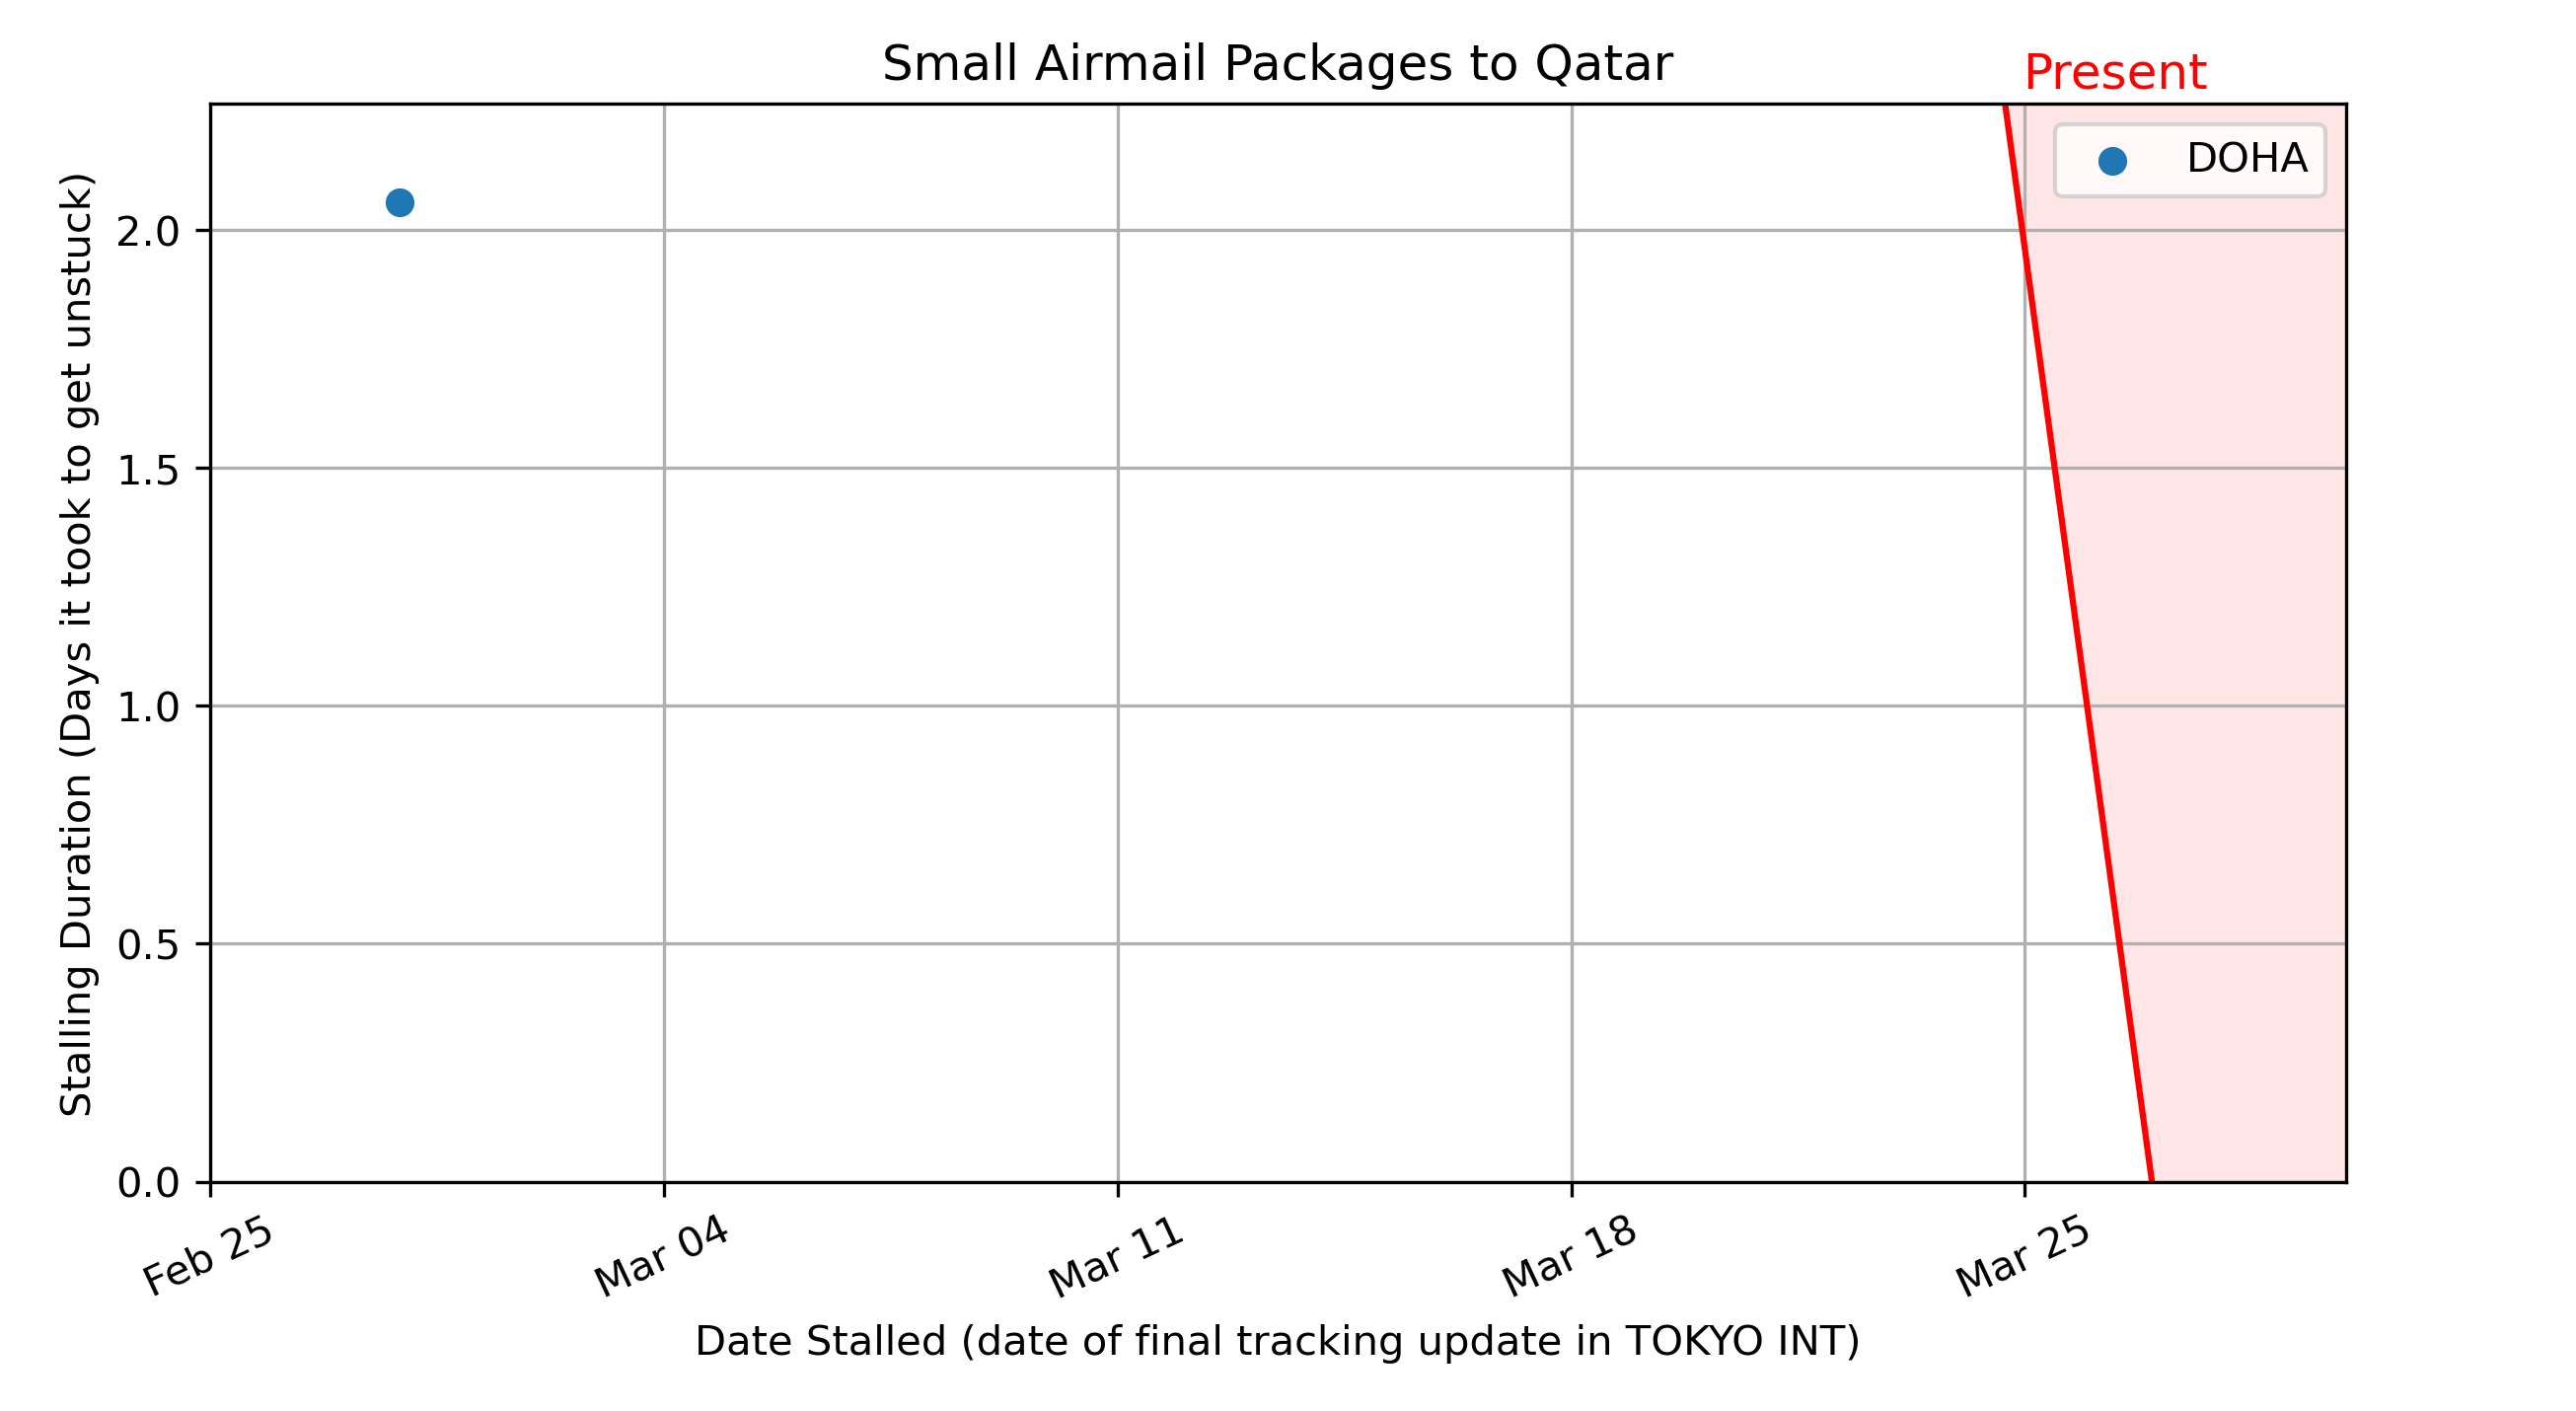 Small Airmail Packages to Qatar
Present
DOHA
Stalling Duration (Days it took to get unstuck)
2.0
1.5
1.0
0.5
0.0
Feb 25
Mar 04
Mar 11
Mar 18
Mar 25
Date Stalled (date of final tracking update in TOKYO INT)